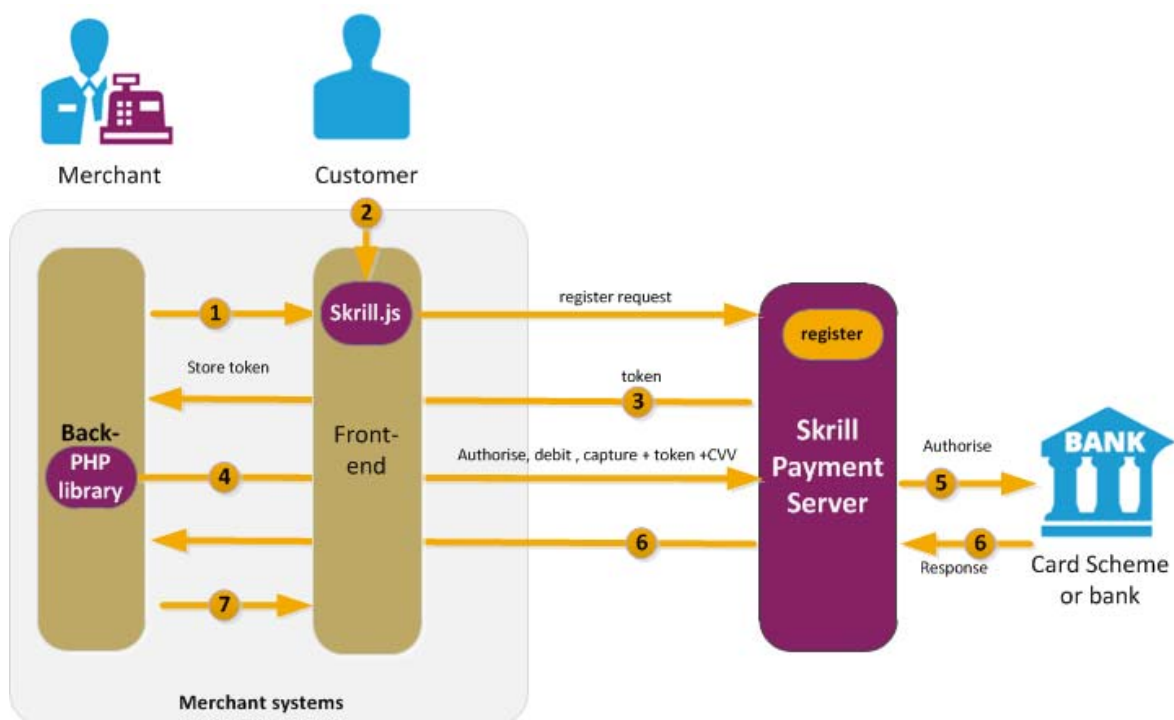 Merchant
Customer
2
1
Skrill.js
register request
register
Store token
token
3
Back-
PHP
library
Front-
end
4
Authorise, debit , capture + token +CVV
Skrill
Payment
Server
Authorise
5
BANK
6
6
Response
Card Scheme
or bank
7
Merchant systems